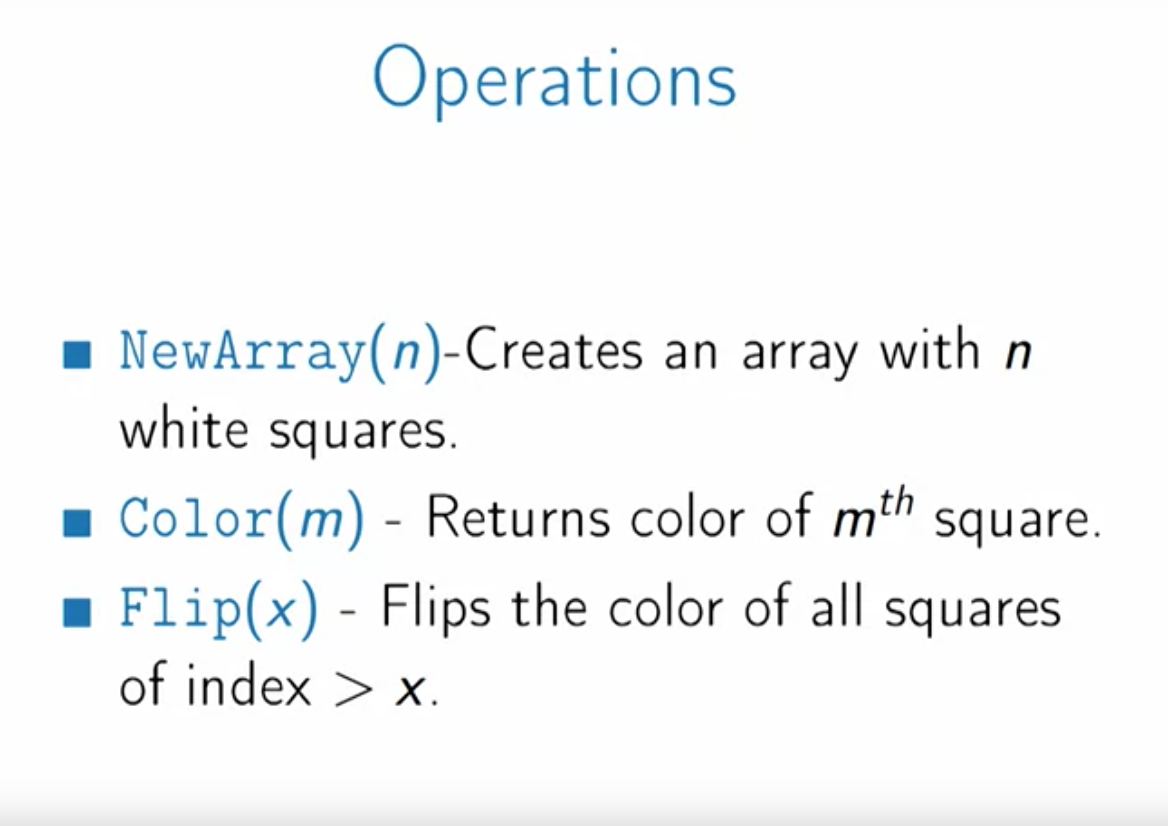 Operations
■ NewArray(n)-Creates an array with n
white squares.
■ Color(m) - Returns color of mᵗʰ square.
■ Flip(x) - Flips the color of all squares
of index > x.